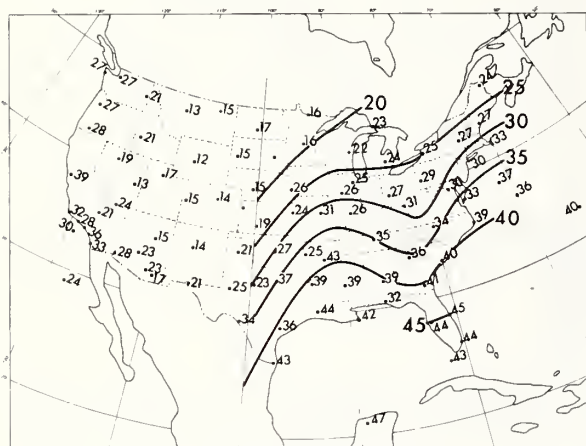 .27 .27 .21 .13 .15 .16 20 .23 .24 25
.27 .17 .27 30
.28 .21 .16 .22 .24 .25 .27 .33
.19 .12 .15 .25 .29 .30 35
.39 .17 .13 .15 .26 .26 .27 .30 .33 .37 .36
.24 .15 .14 .24 .31 .26 .31 .34 .39 40
.32 .28 .21 .19
30. .36 .15 .14 .21 .27 .35 .36 .40
.33 .28 .23 .25 .43
.24 .23 .17 .21 .25 .23 .37 .39 .39 .39 .41
.32
.34 .36 .44 .42 45 .44 .45
.43 .44
.43
.47